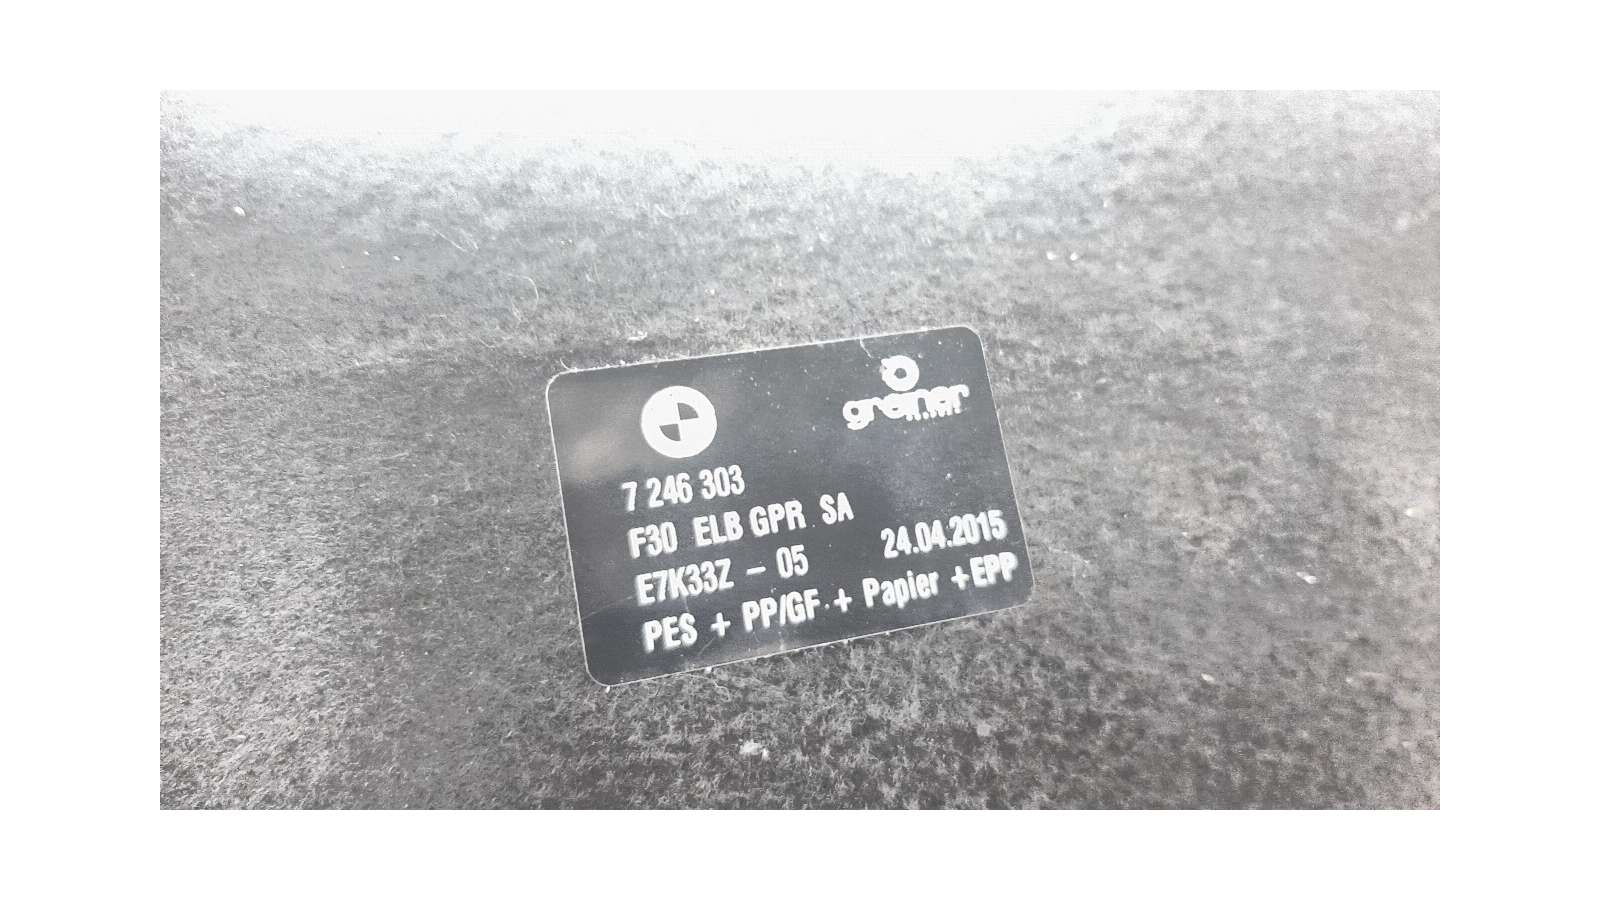 greiner
7 246 303
F30 ELB GPR SA
E7K33Z - 05 24.04.2015
PES + PP/GF + Papier + EPP